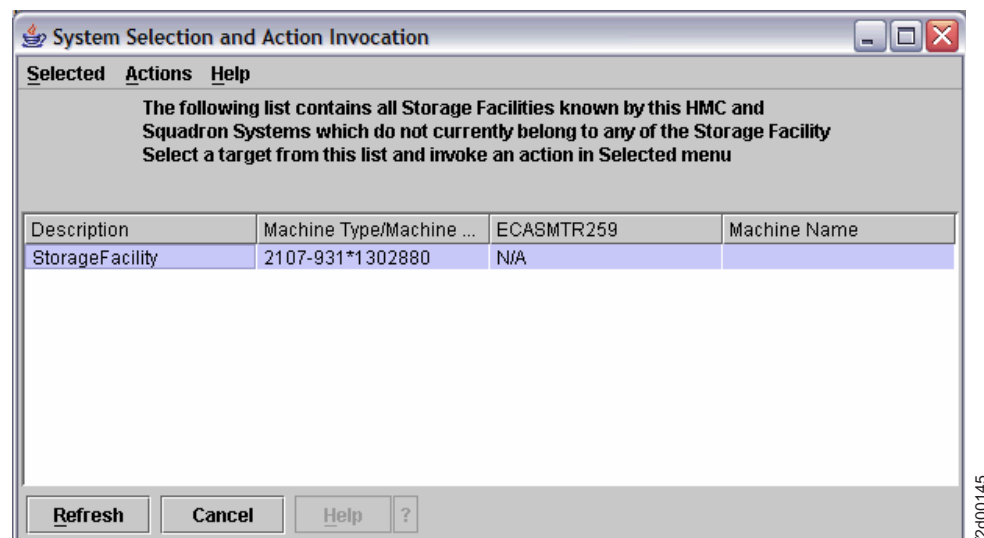 System Selection and Action Invocation
Selected Actions Help
The following list contains all Storage Facilities known by this HMC and
Squadron Systems which do not currently belong to any of the Storage Facility
Select a target from this list and invoke an action in Selected menu
Description Machine Type/Machine ... ECASMTR259 Machine Name
StorageFacility 2107-931*1302880 N/A
Refresh Cancel Help ?